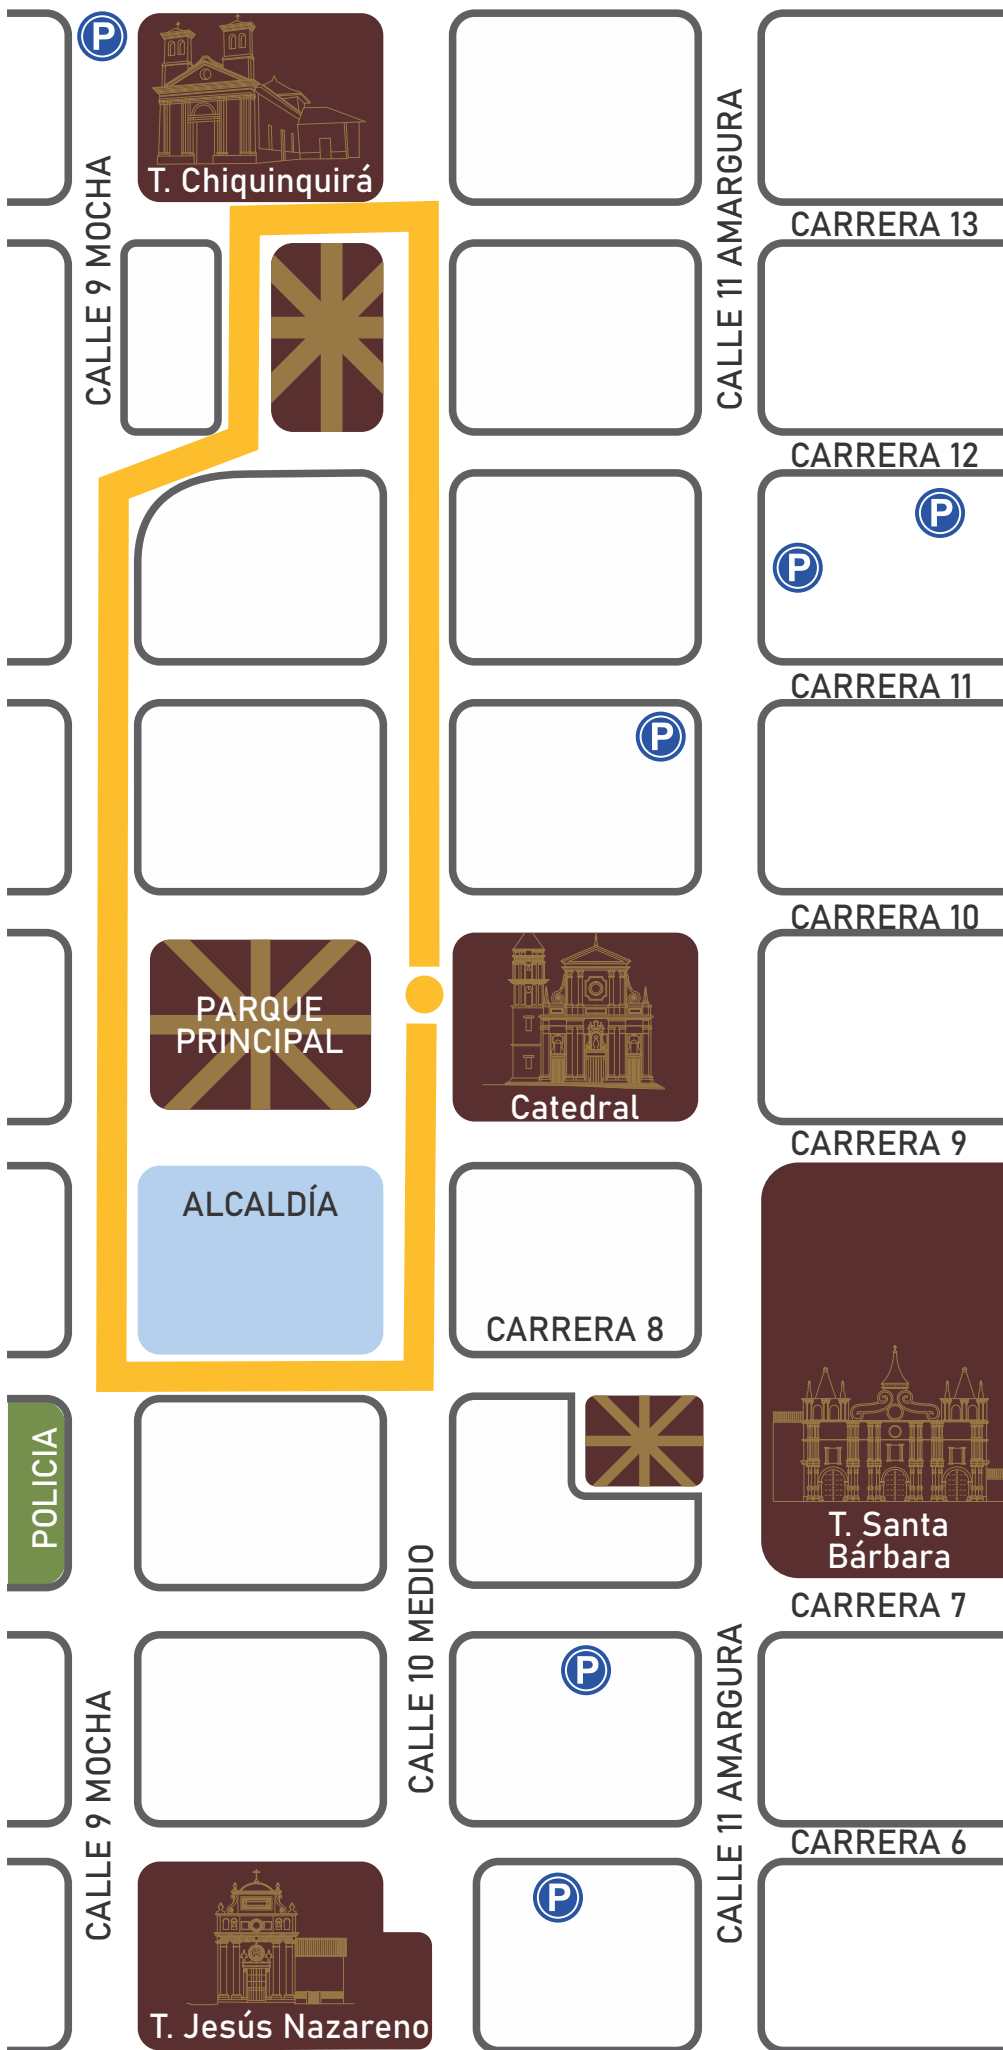 P
T. Chiquinquirá
CALLE 9 MOCHA
CALLE 11 AMARGURA
CARRERA 13
CARRERA 12
P
P
CARRERA 11
P
CARRERA 10
PARQUE
PRINCIPAL
Catedral
CARRERA 9
ALCALDÍA
CARRERA 8
POLICIA
T. Santa
Bárbara
CARRERA 7
CALLE 10 MEDIO
P
CALLE 9 MOCHA
CALLE 11 AMARGURA
CARRERA 6
P
T. Jesús Nazareno